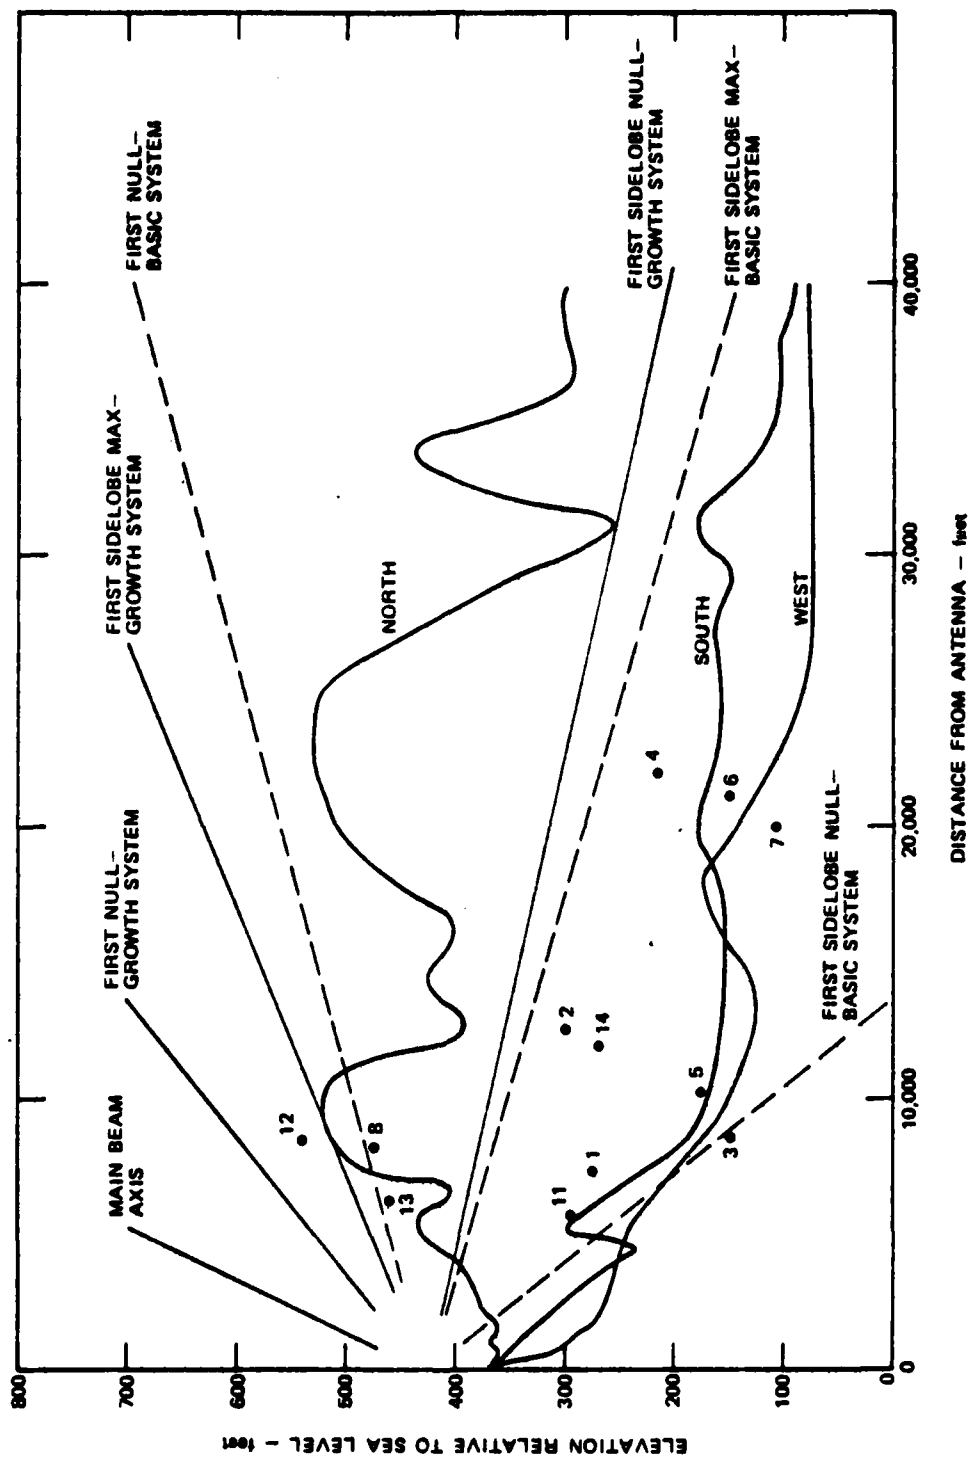 ELEVATION RELATIVE TO SEA LEVEL – feet
800
700
600
500
400
300
200
100
0
10,000
20,000
30,000
40,000
DISTANCE FROM ANTENNA – feet
MAIN BEAM
AXIS
FIRST NULL–
GROWTH SYSTEM
FIRST SIDELOBE MAX–
GROWTH SYSTEM
FIRST NULL–
BASIC SYSTEM
NORTH
FIRST SIDELOBE NULL–
GROWTH SYSTEM
FIRST SIDELOBE MAX–
BASIC SYSTEM
SOUTH
WEST
FIRST SIDELOBE NULL–
BASIC SYSTEM
12
8
13
2
14
1
11
5
3
4
6
7